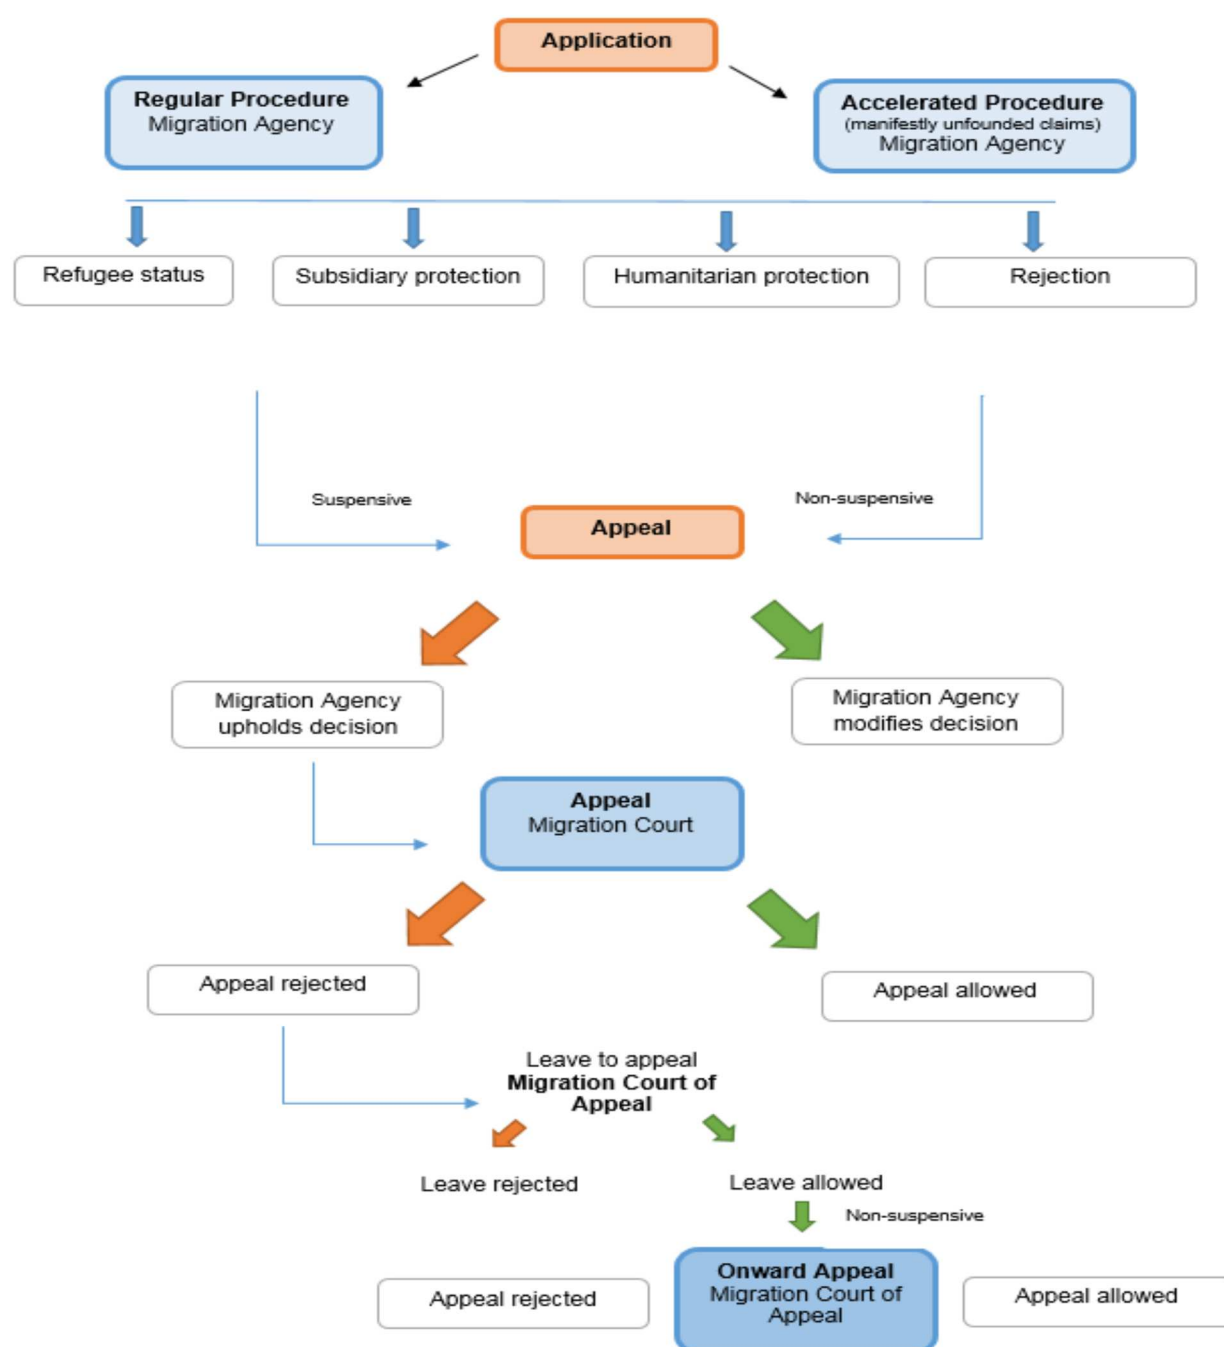 Application
Regular Procedure
Migration Agency
Accelerated Procedure
(manifestly unfounded claims)
Migration Agency
Refugee status
Subsidiary protection
Humanitarian protection
Rejection
Suspensive
Non-suspensive
Appeal
Migration Agency
upholds decision
Migration Agency
modifies decision
Appeal
Migration Court
Appeal rejected
Appeal allowed
Leave to appeal
Migration Court of
Appeal
Leave rejected
Leave allowed
Non-suspensive
Appeal rejected
Onward Appeal
Migration Court of
Appeal
Appeal allowed